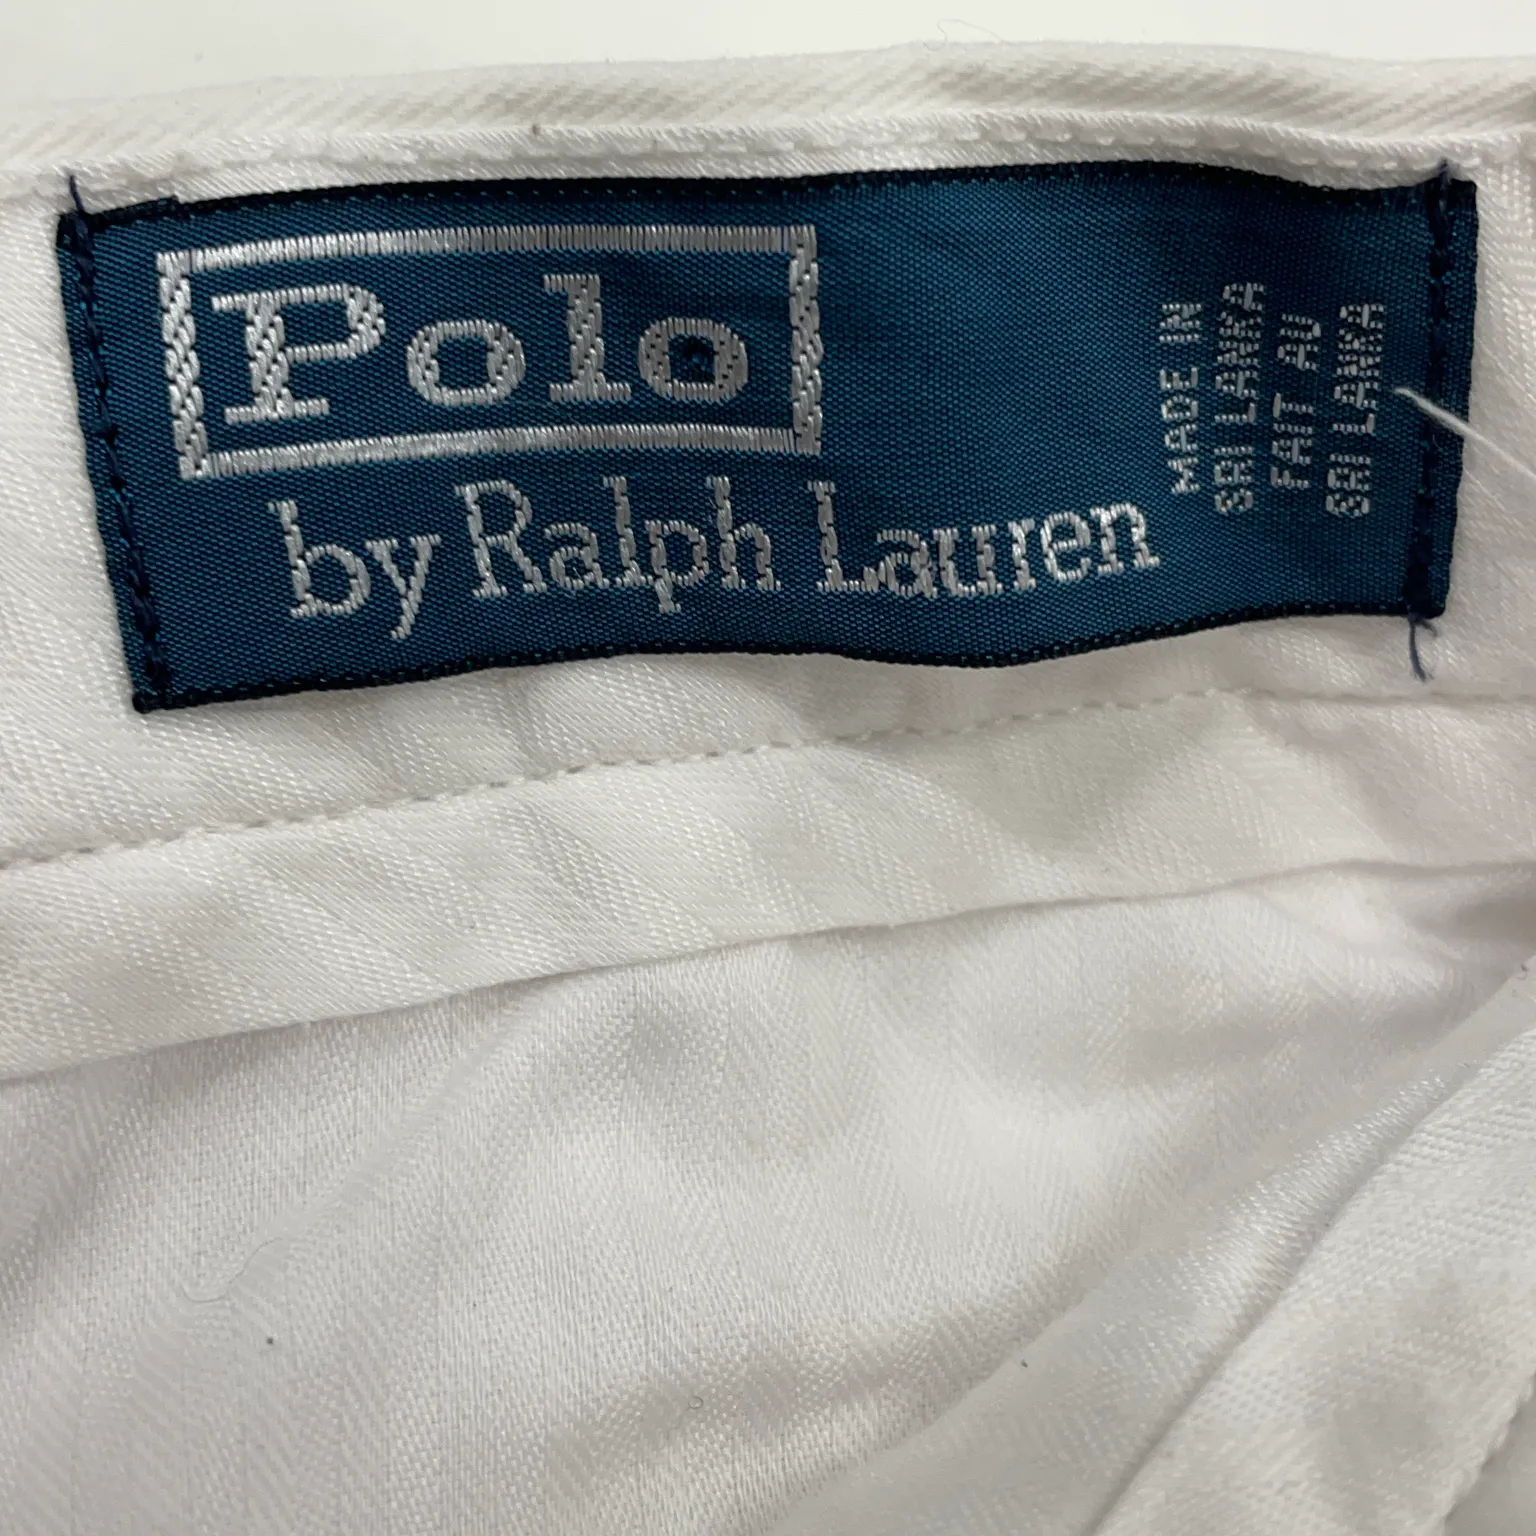 Polo
by Ralph Lauren
MADE IN
SRI LANKA
FAIT AU
SRI LANKA